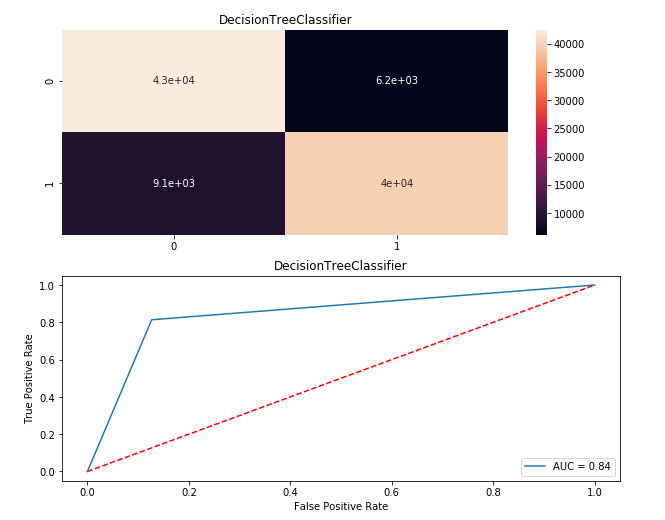 DecisionTreeClassifier
0
4.3e+04
6.2e+03
1
9.1e+03
4e+04
0
1
40000
35000
30000
25000
20000
15000
10000
DecisionTreeClassifier
True Positive Rate
1.0
0.8
0.6
0.4
0.2
0.0
AUC = 0.84
0.0
0.2
0.4
0.6
0.8
1.0
False Positive Rate